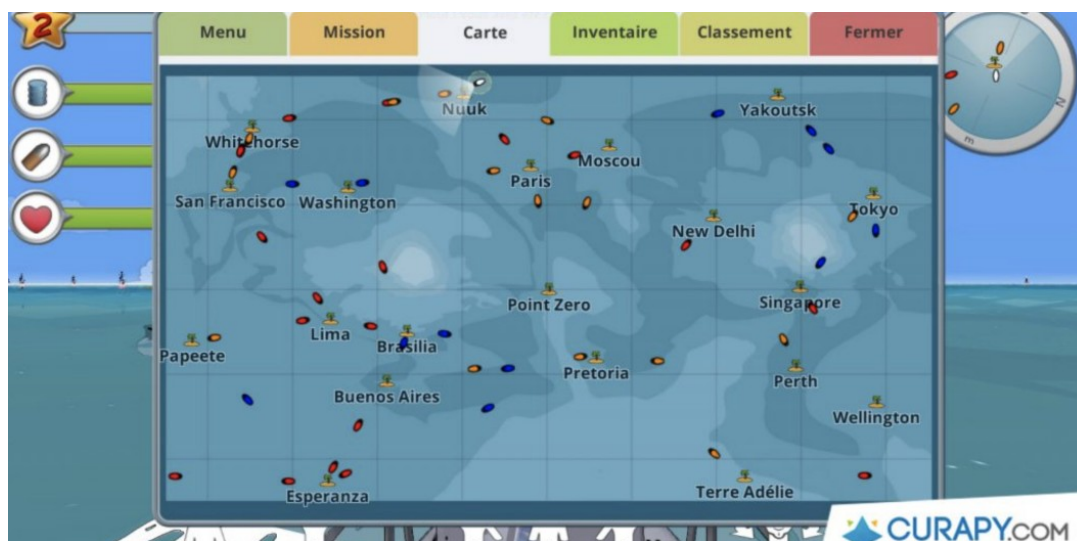 2
Menu
Mission
Carte
Inventaire
Classement
Fermer
Nuuk
Yakoutsk
Whitehorse
Moscou
Paris
San Francisco
Washington
Tokyo
New Delhi
Point Zero
Singapore
Lima
Brasilia
Papeete
Pretoria
Perth
Buenos Aires
Wellington
Esperanza
Terre Adélie
CURAPY.COM